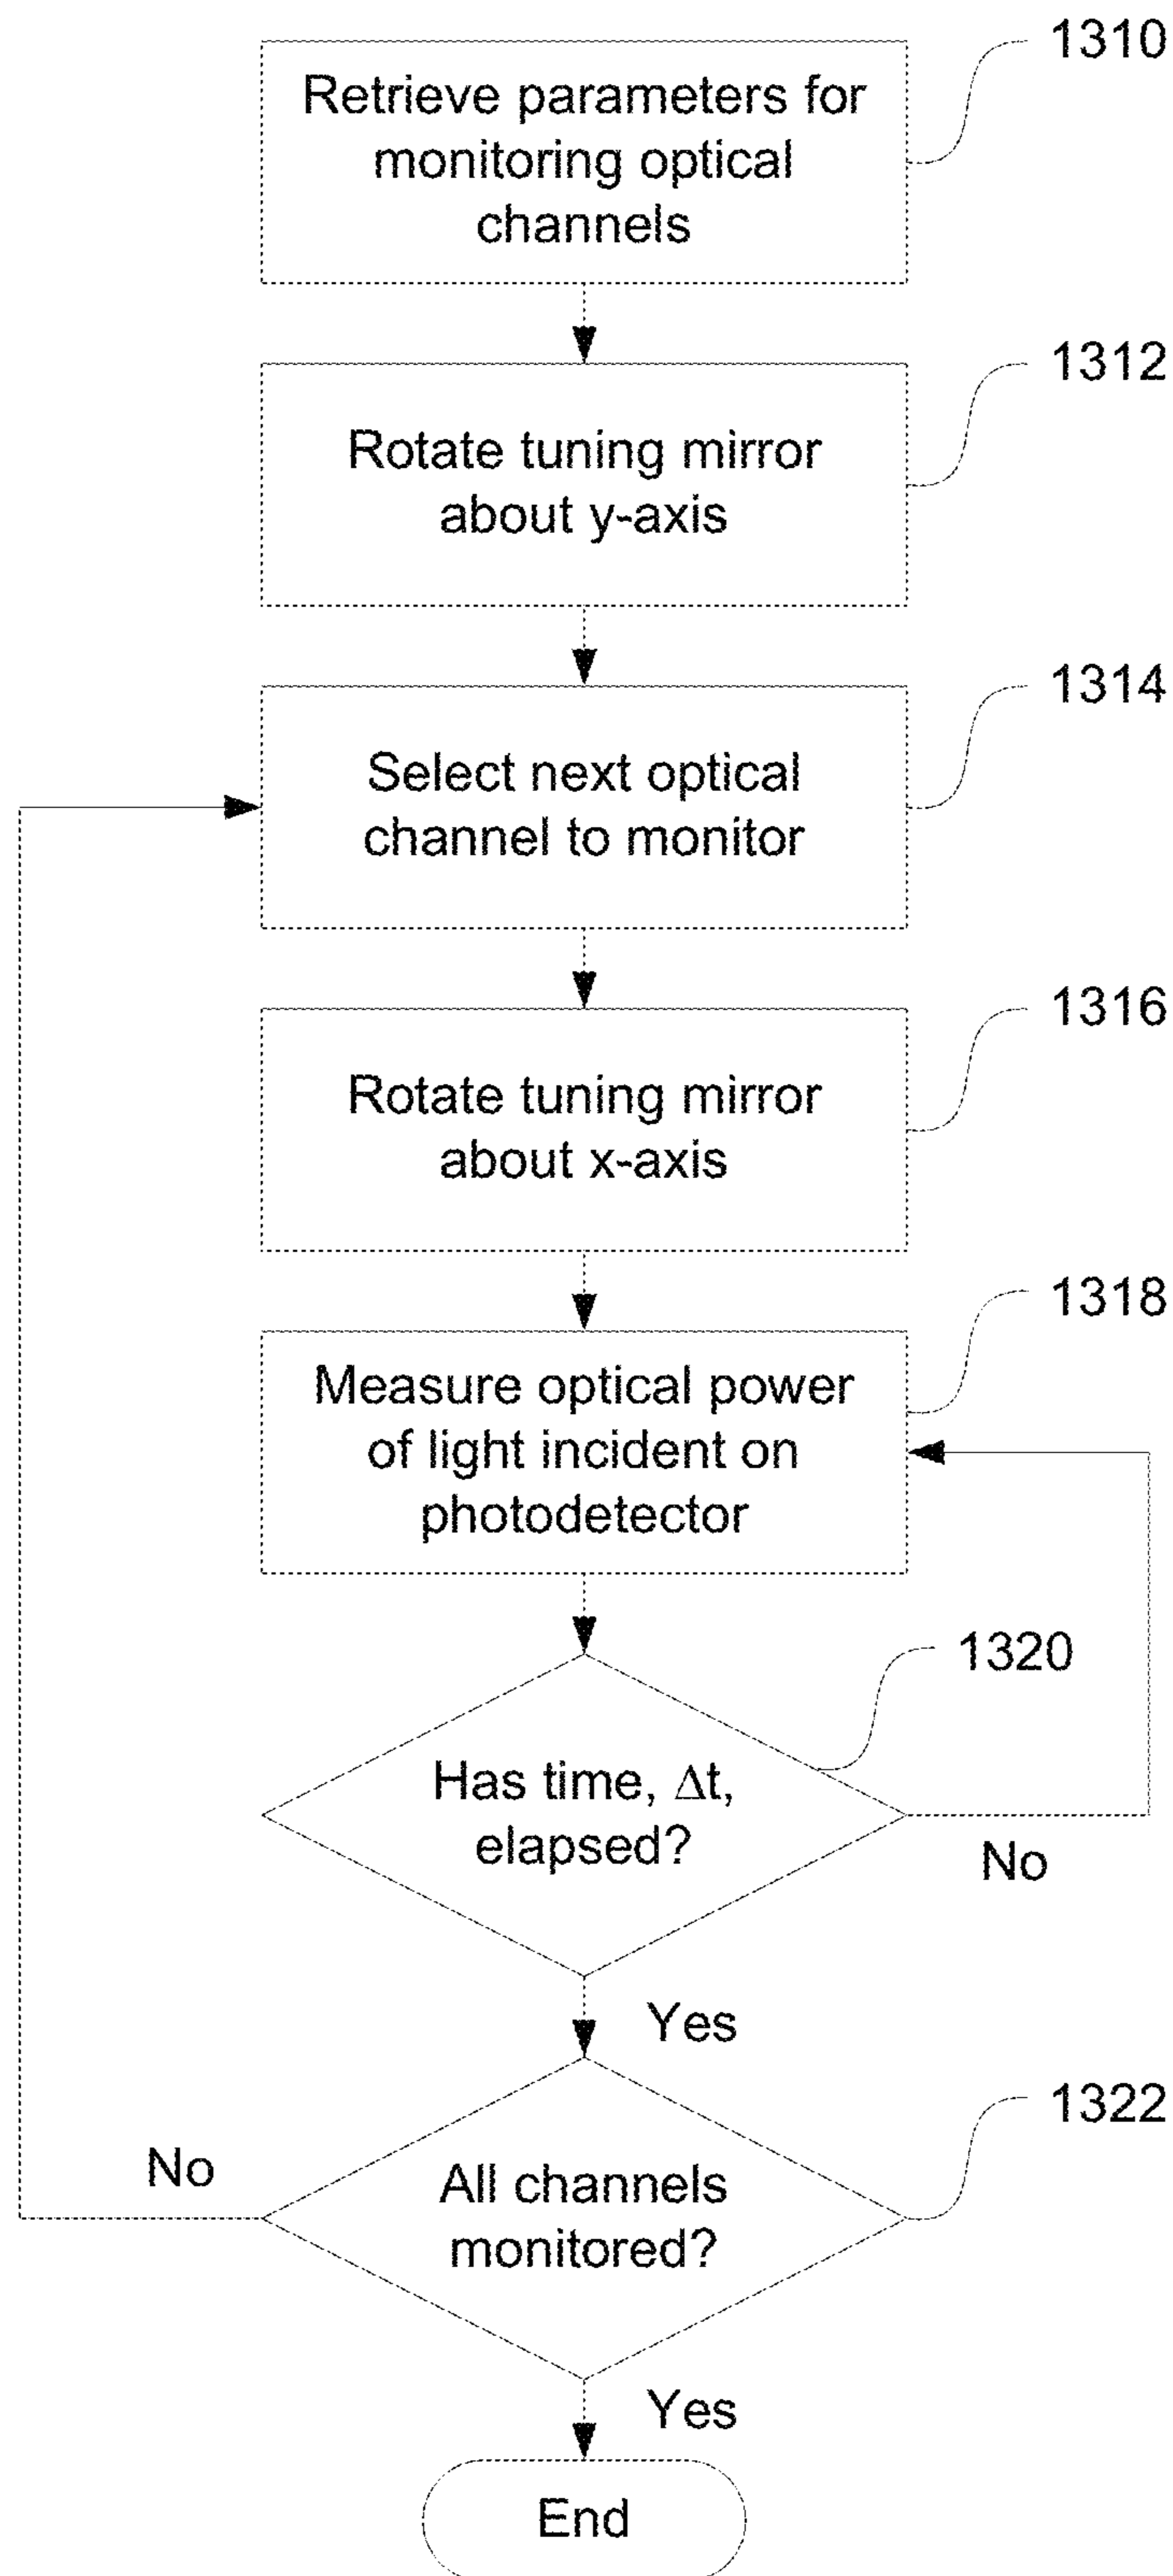 1310
Retrieve parameters for
monitoring optical
channels
1312
Rotate tuning mirror
about y-axis
1314
Select next optical
channel to monitor
1316
Rotate tuning mirror
about x-axis
1318
Measure optical power
of light incident on
photodetector
1320
Has time, Δt,
elapsed?
No
Yes
1322
No
All channels
monitored?
Yes
End